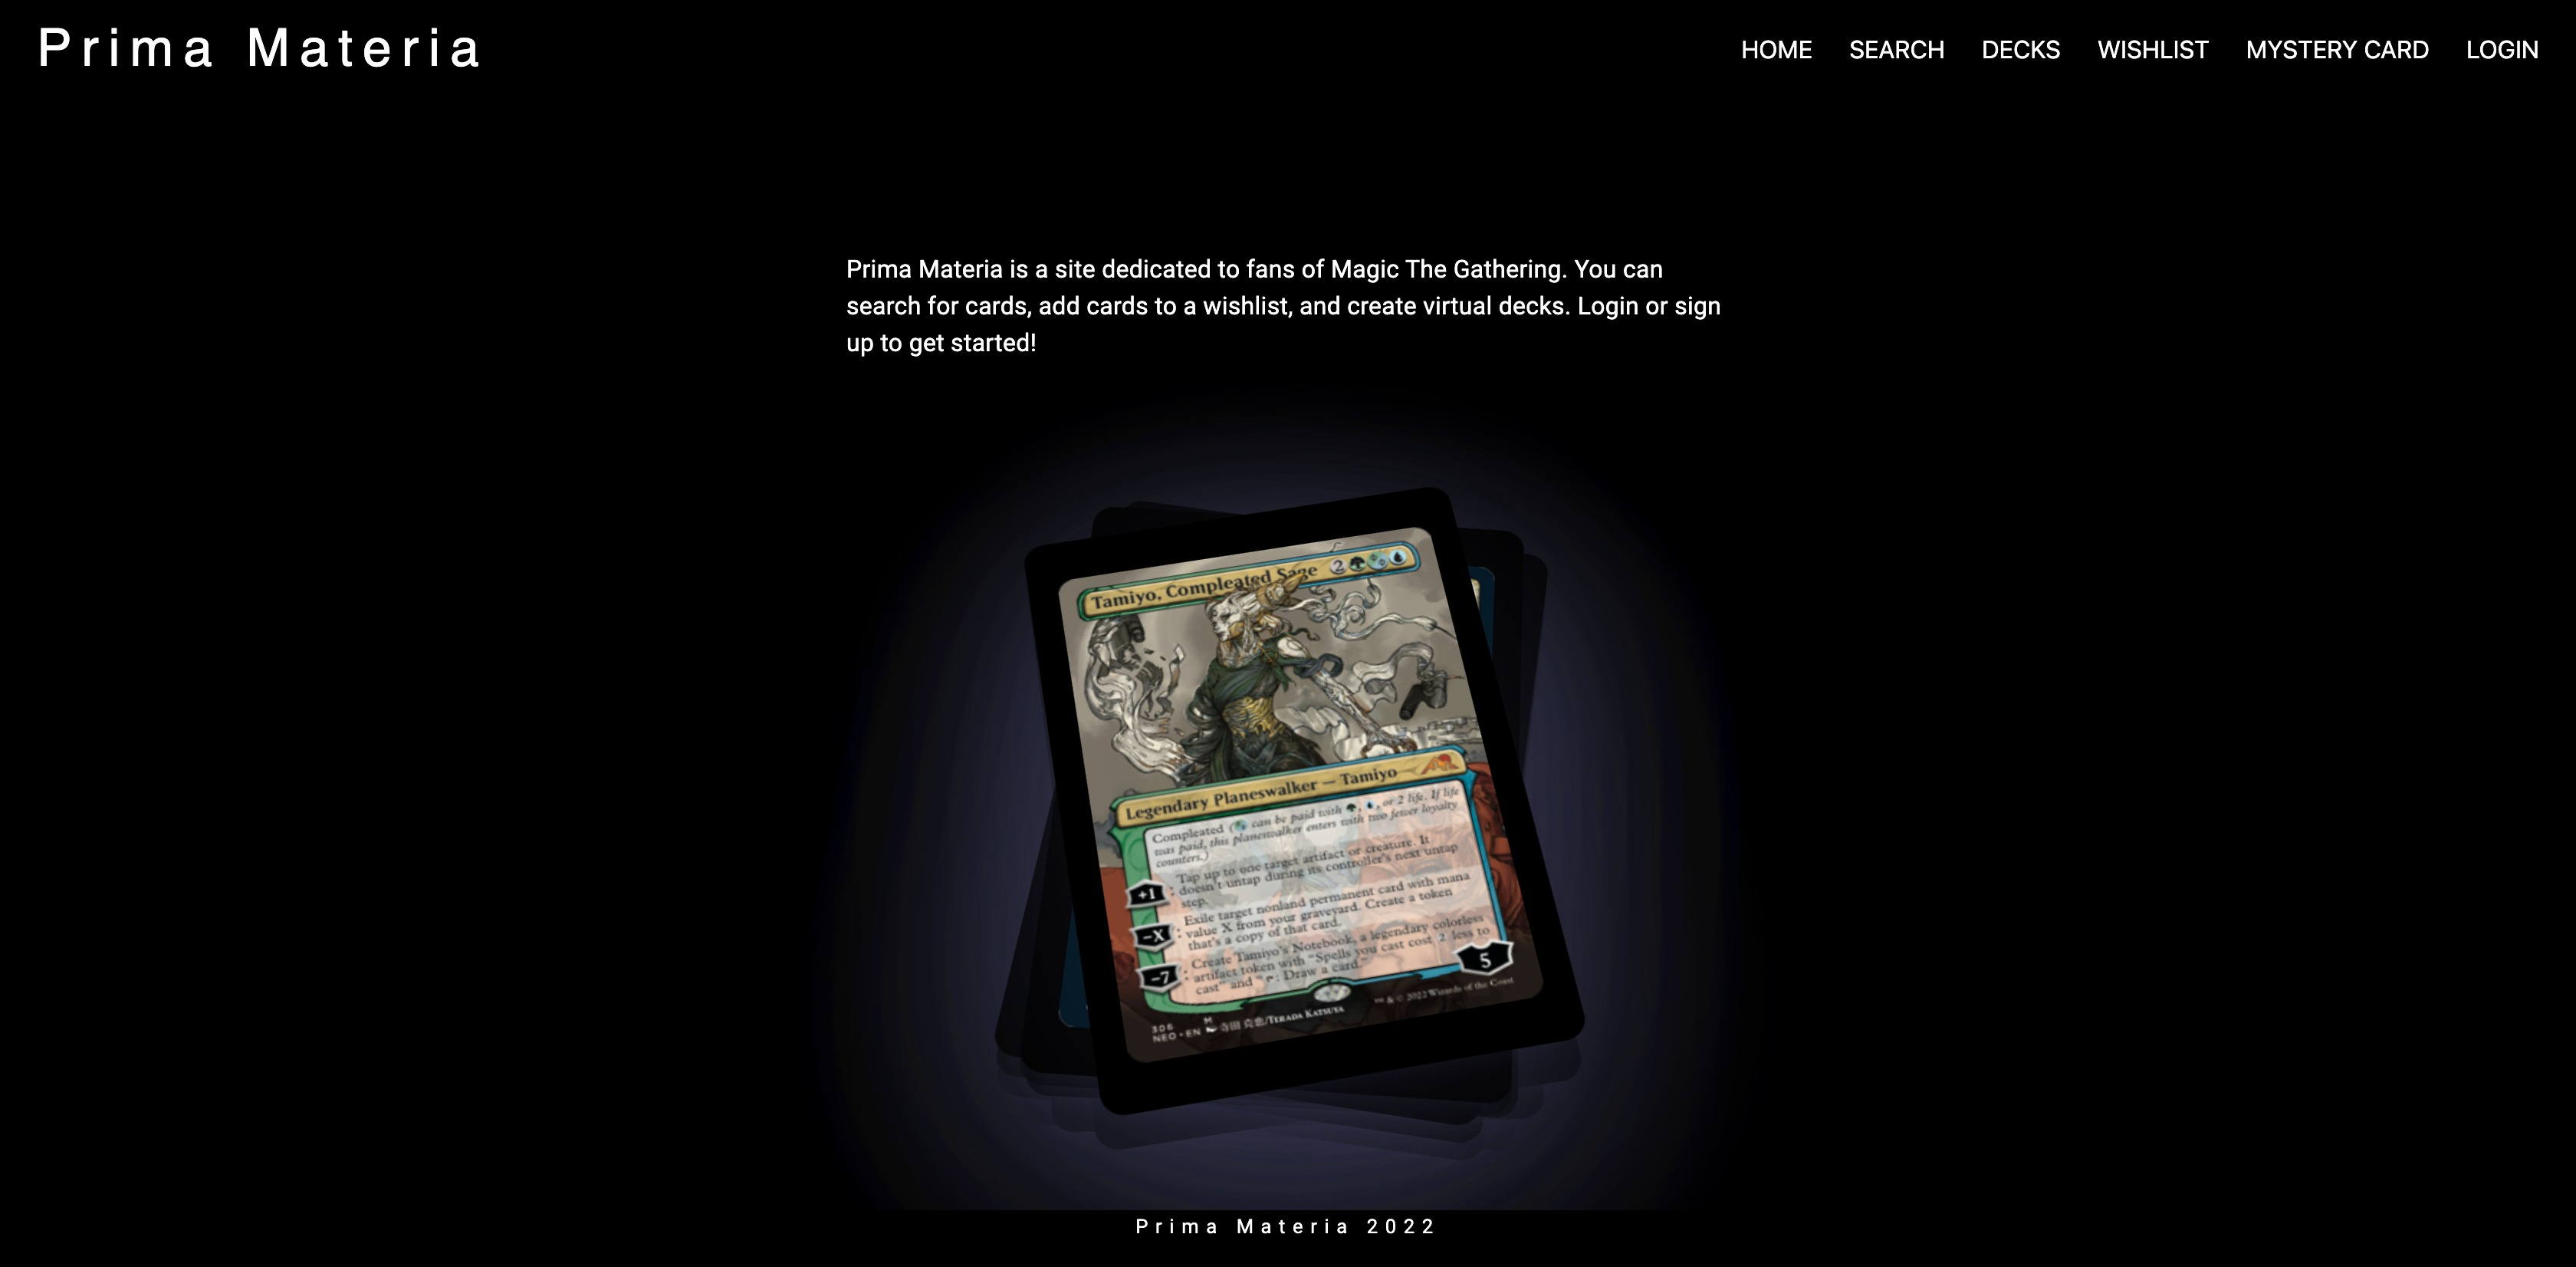 Prima Materia
HOME SEARCH DECKS WISHLIST MYSTERY CARD LOGIN
Prima Materia is a site dedicated to fans of Magic The Gathering. You can
search for cards, add cards to a wishlist, and create virtual decks. Login or sign
up to get started!
Tamiyo, Compleated Sage 2
Legendary Planeswalker — Tamiyo
Compleated ( can be paid with , , or 2 life. If life
was paid, this planeswalker enters with two fewer loyalty
counters.)
+1 : Tap up to one target artifact or creature. It
doesn't untap during its controller's next untap
step.
−X : Exile target nonland permanent card with mana
value X from your graveyard. Create a token
that's a copy of that card.
−7 : Create Tamiyo's Notebook, a legendary colorless
artifact token with "Spells you cast cost 2 less to
cast" and " : Draw a card."
5
306 M
NEO • EN TERADA KATSUYA
™ & © 2022 Wizards of the Coast
Prima Materia 2022